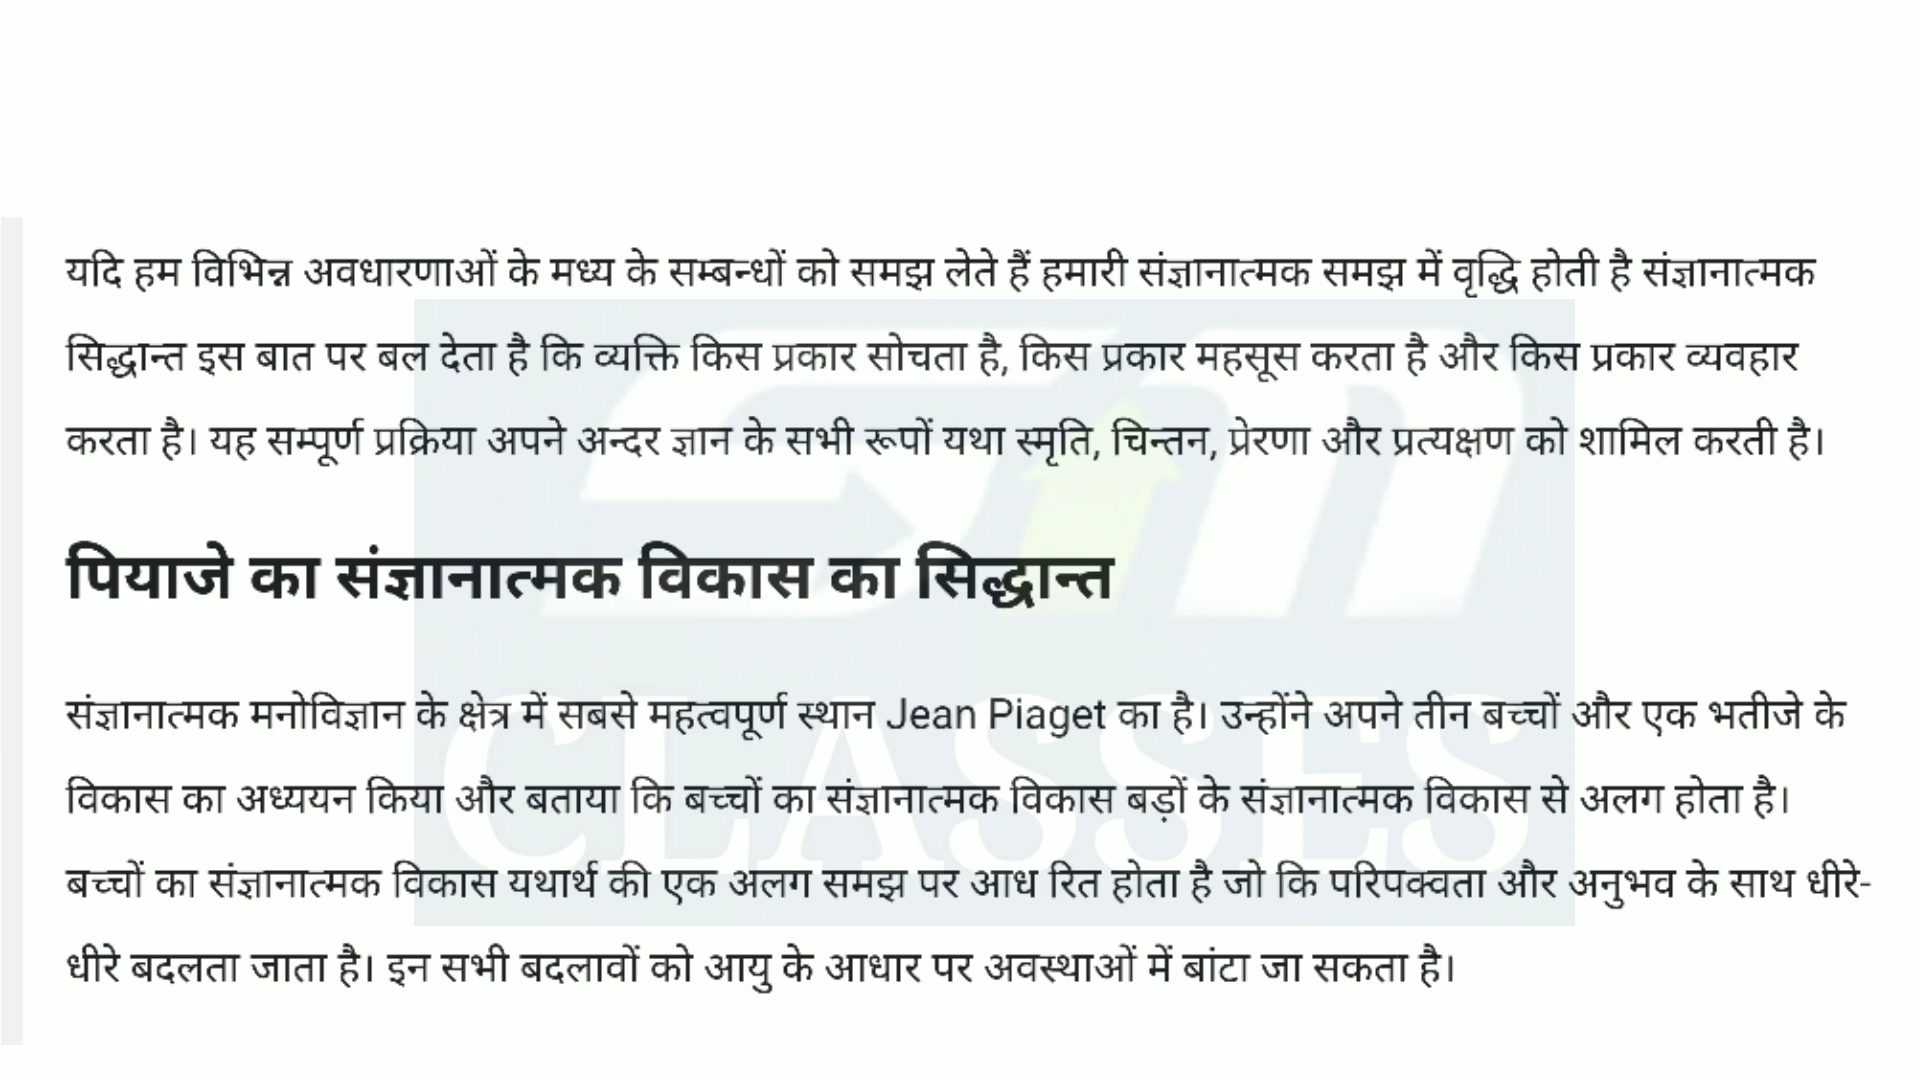 यदि हम विभिन्न अवधारणाओं के मध्य के सम्बन्धों को समझ लेते हैं हमारी संज्ञानात्मक समझ में वृद्धि होती है संज्ञानात्मक
सिद्धान्त इस बात पर बल देता है कि व्यक्ति किस प्रकार सोचता है, किस प्रकार महसूस करता है और किस प्रकार व्यवहार
करता है। यह सम्पूर्ण प्रक्रिया अपने अन्दर ज्ञान के सभी रूपों यथा स्मृति, चिन्तन, प्रेरणा और प्रत्यक्षण को शामिल करती है।
पियाजे का संज्ञानात्मक विकास का सिद्धान्त
संज्ञानात्मक मनोविज्ञान के क्षेत्र में सबसे महत्वपूर्ण स्थान Jean Piaget का है। उन्होंने अपने तीन बच्चों और एक भतीजे के
विकास का अध्ययन किया और बताया कि बच्चों का संज्ञानात्मक विकास बड़ों के संज्ञानात्मक विकास से अलग होता है।
बच्चों का संज्ञानात्मक विकास यथार्थ की एक अलग समझ पर आध रित होता है जो कि परिपक्वता और अनुभव के साथ धीरे-
धीरे बदलता जाता है। इन सभी बदलावों को आयु के आधार पर अवस्थाओं में बांटा जा सकता है।
CLASSES